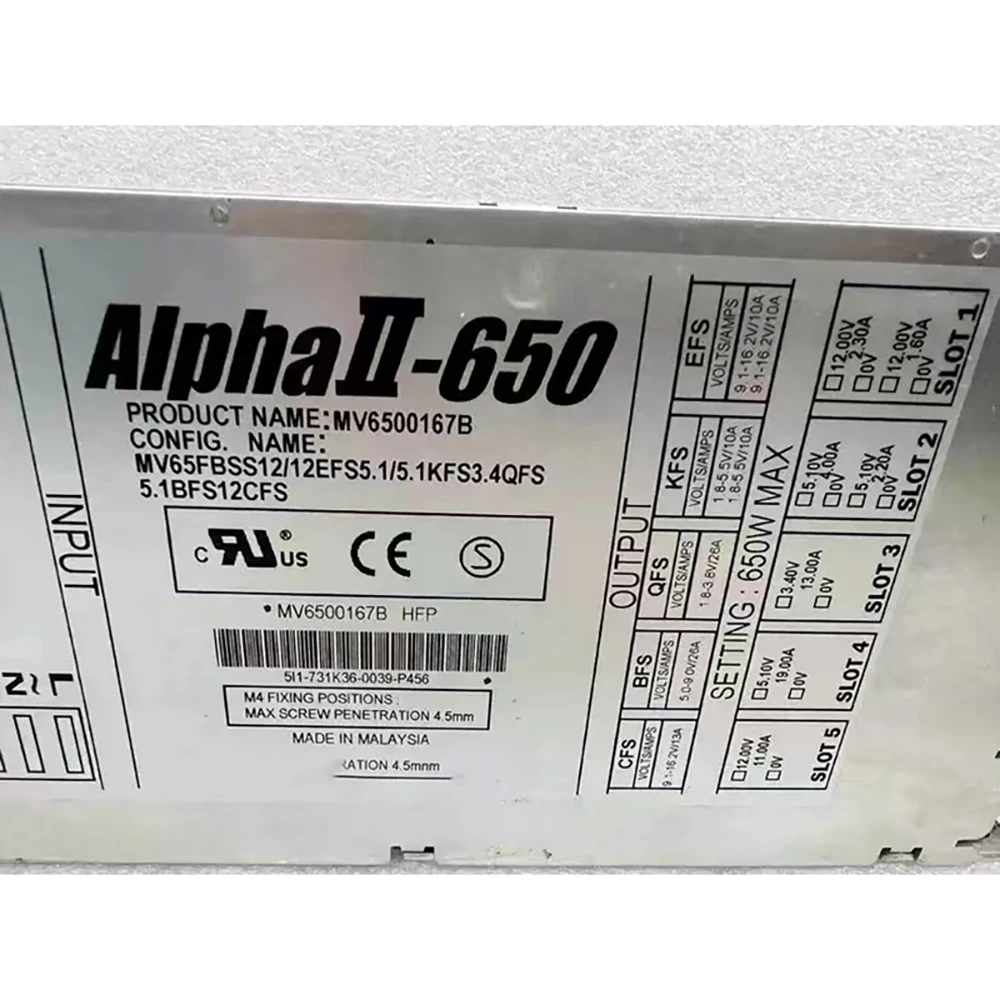 AlphaII-650
PRODUCT NAME: MV6500167B
CONFIG. NAME:
MV65FBSS12/12EFS5.1/5.1KFS3.4QFS
5.1BFS12CFS
c RU ® US CE S
• MV6500167B HFP
5I1-731K36-0039-P456
M4 FIXING POSITIONS :
MAX SCREW PENETRATION 4.5mm
MADE IN MALAYSIA
RATION 4.5mnm
INPUT
N ~ L
OUTPUT
EFS
VOLTS/AMPS
9.1-16.2V/10A
9.1-16.2V/10A
KFS
VOLTS/AMPS
1.8-5.5V/10A
1.8-5.5V/10A
QFS
VOLTS/AMPS
1.8-3.8V/26A
BFS
VOLTS/AMPS
5.0-9.0V/26A
CFS
VOLTS/AMPS
9.1-16.2V/13A
SETTING : 650W MAX
12.00V
2.30A
0V
12.00V
1.60A
0V
SLOT 1
5.10V
4.00A
0V
5.10V
2.20A
0V
SLOT 2
3.40V
13.00A
0V
SLOT 3
5.10V
19.00A
0V
SLOT 4
12.00V
11.00A
0V
SLOT 5